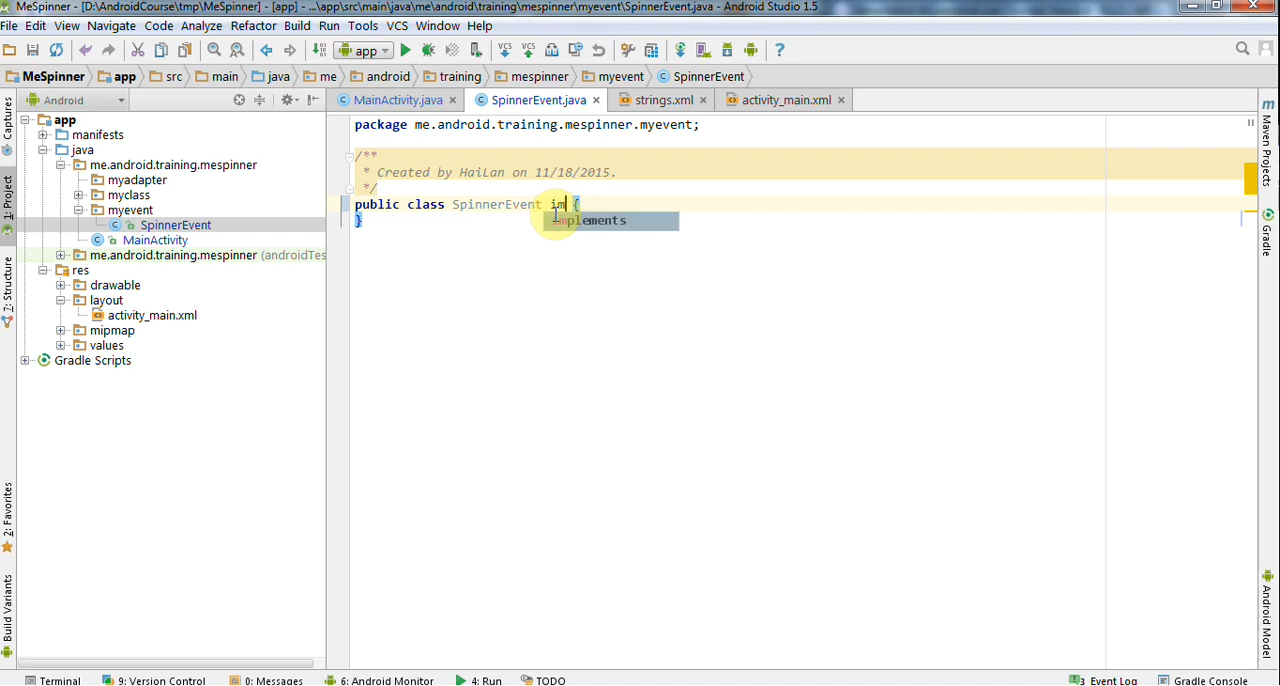 MeSpinner - [D:\AndroidCourse\tmp\MeSpinner] - [app] - ...\app\src\main\java\me\android\training\mespinner\myevent\SpinnerEvent.java - Android Studio 1.5
File Edit View Navigate Code Analyze Refactor Build Run Tools VCS Window Help
app VCS VCS ?
MeSpinner app src main java me android training mespinner myevent SpinnerEvent
Android MainActivity.java SpinnerEvent.java strings.xml activity_main.xml
Captures
1: Project
7: Structure
2: Favorites
Build Variants
app
manifests
java
me.android.training.mespinner
myadapter
myclass
myevent
SpinnerEvent
MainActivity
me.android.training.mespinner (androidTes
res
drawable
layout
activity_main.xml
mipmap
values
Gradle Scripts
package me.android.training.mespinner.myevent;
/**
* Created by HaiLan on 11/18/2015.
*/
public class SpinnerEvent im {
implements
}
Maven Projects
Gradle
Android Model
Terminal 9: Version Control 0: Messages 6: Android Monitor 4: Run TODO 3 Event Log Gradle Console